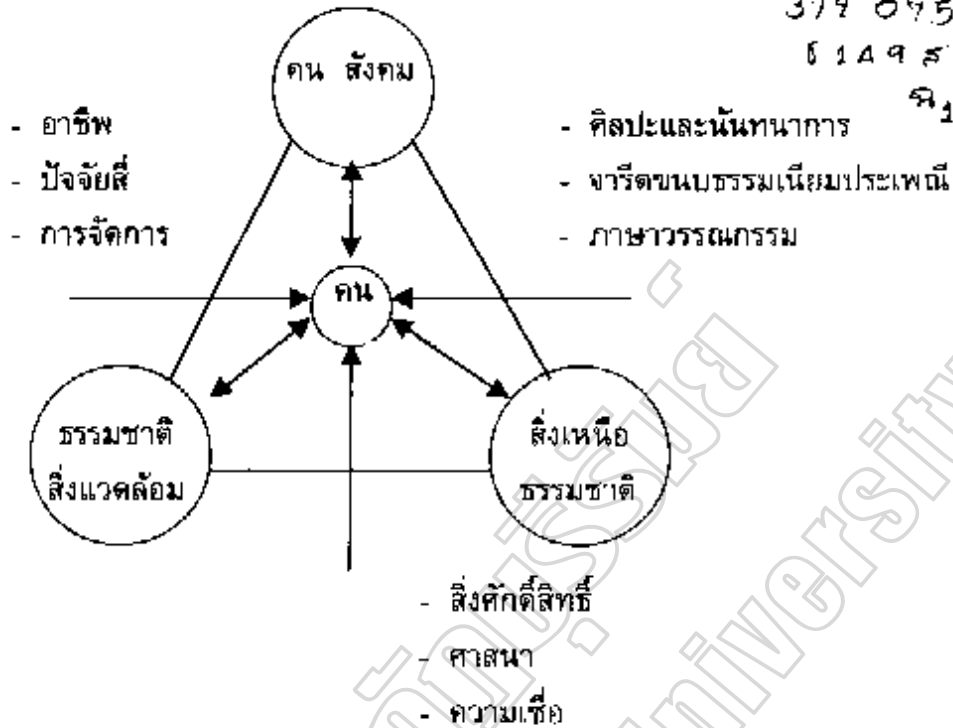 คน สังคม
- อาชีพ
- ปัจจัยสี่
- การจัดการ
- ศิลปะและนันทนาการ
- จารีตขนบธรรมเนียมประเพณี
- ภาษาวรรณกรรม
คน
ธรรมชาติ
สิ่งแวดล้อม
สิ่งเหนือ
ธรรมชาติ
- สิ่งศักดิ์สิทธิ์
- ศาสนา
- ความเชื่อ
University